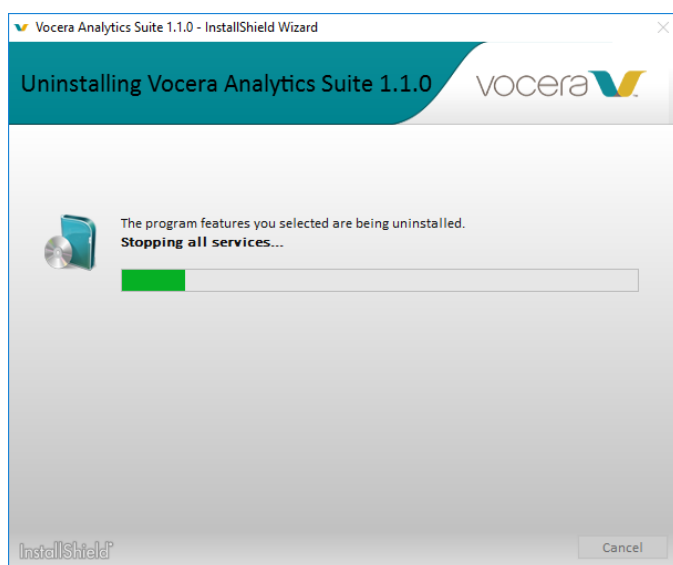 Vocera Analytics Suite 1.1.0 - InstallShield Wizard
Uninstalling Vocera Analytics Suite 1.1.0
vocera
The program features you selected are being uninstalled.
Stopping all services...
InstallShield
Cancel